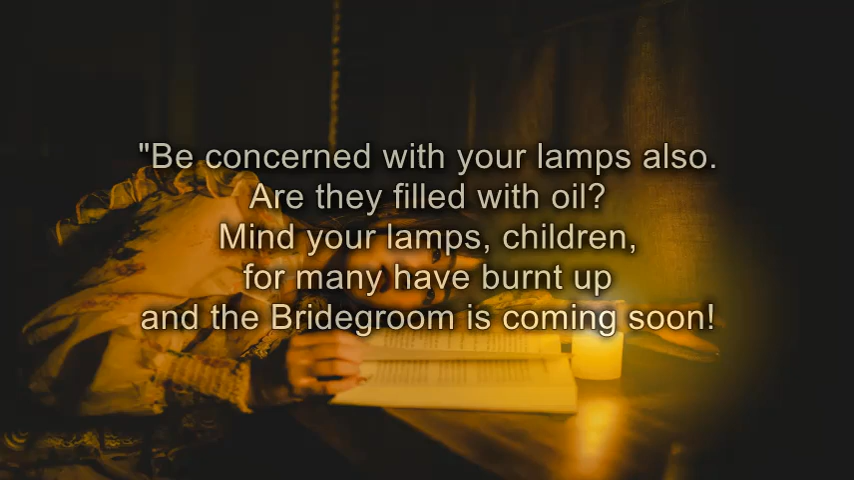 "Be concerned with your lamps also.
Are they filled with oil?
Mind your lamps, children,
for many have burnt up
and the Bridegroom is coming soon!